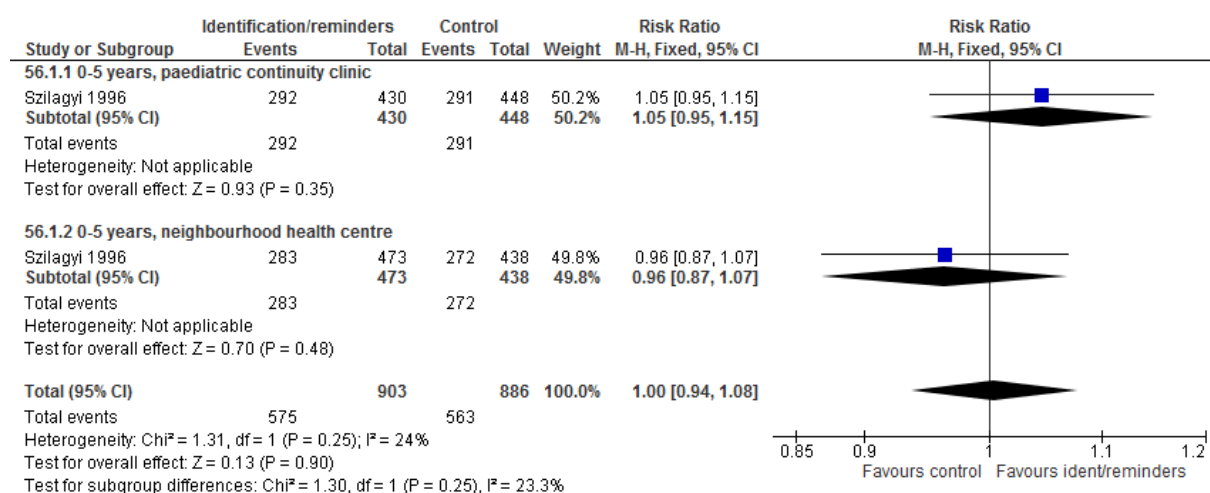 Identification/reminders Control Risk Ratio Risk Ratio
Study or Subgroup Events Total Events Total Weight M-H, Fixed, 95% CI M-H, Fixed, 95% CI
56.1.1 0-5 years, paediatric continuity clinic
Szilagyi 1996 292 430 291 448 50.2% 1.05 [0.95, 1.15]
Subtotal (95% CI) 430 448 50.2% 1.05 [0.95, 1.15]
Total events 292 291
Heterogeneity: Not applicable
Test for overall effect: Z = 0.93 (P = 0.35)
56.1.2 0-5 years, neighbourhood health centre
Szilagyi 1996 283 473 272 438 49.8% 0.96 [0.87, 1.07]
Subtotal (95% CI) 473 438 49.8% 0.96 [0.87, 1.07]
Total events 283 272
Heterogeneity: Not applicable
Test for overall effect: Z = 0.70 (P = 0.48)
Total (95% CI) 903 886 100.0% 1.00 [0.94, 1.08]
Total events 575 563
Heterogeneity: Chi² = 1.31, df = 1 (P = 0.25); I² = 24%
Test for overall effect: Z = 0.13 (P = 0.90)
Test for subgroup differences: Chi² = 1.30, df = 1 (P = 0.25), I² = 23.3%
0.85 0.9 1 1.1 1.2
Favours control Favours ident/reminders